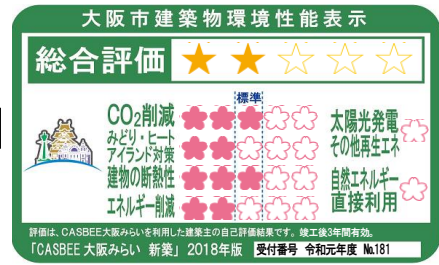 大阪市建築物環境性能表示
総合評価
標準
CO2削減
みどり・ヒート
アイランド対策
建物の断熱性
エネルギー削減
太陽光発電
その他再生エネ
自然エネルギー
直接利用
評価は、CASBEE大阪みらいを利用した建築主の自己評価結果です。竣工後3年間有効。
「CASBEE大阪みらい 新築」2018年版 受付番号 令和元年度 №181